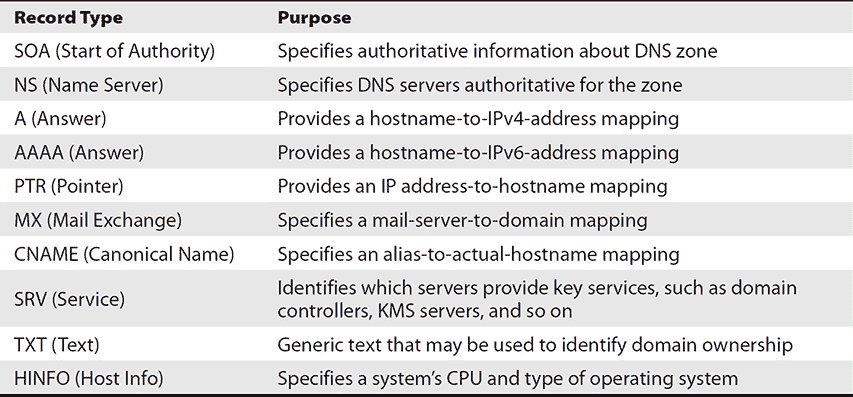 Record Type Purpose
SOA (Start of Authority) Specifies authoritative information about DNS zone
NS (Name Server) Specifies DNS servers authoritative for the zone
A (Answer) Provides a hostname-to-IPv4-address mapping
AAAA (Answer) Provides a hostname-to-IPv6-address mapping
PTR (Pointer) Provides an IP address-to-hostname mapping
MX (Mail Exchange) Specifies a mail-server-to-domain mapping
CNAME (Canonical Name) Specifies an alias-to-actual-hostname mapping
SRV (Service) Identifies which servers provide key services, such as domain
controllers, KMS servers, and so on
TXT (Text) Generic text that may be used to identify domain ownership
HINFO (Host Info) Specifies a system's CPU and type of operating system